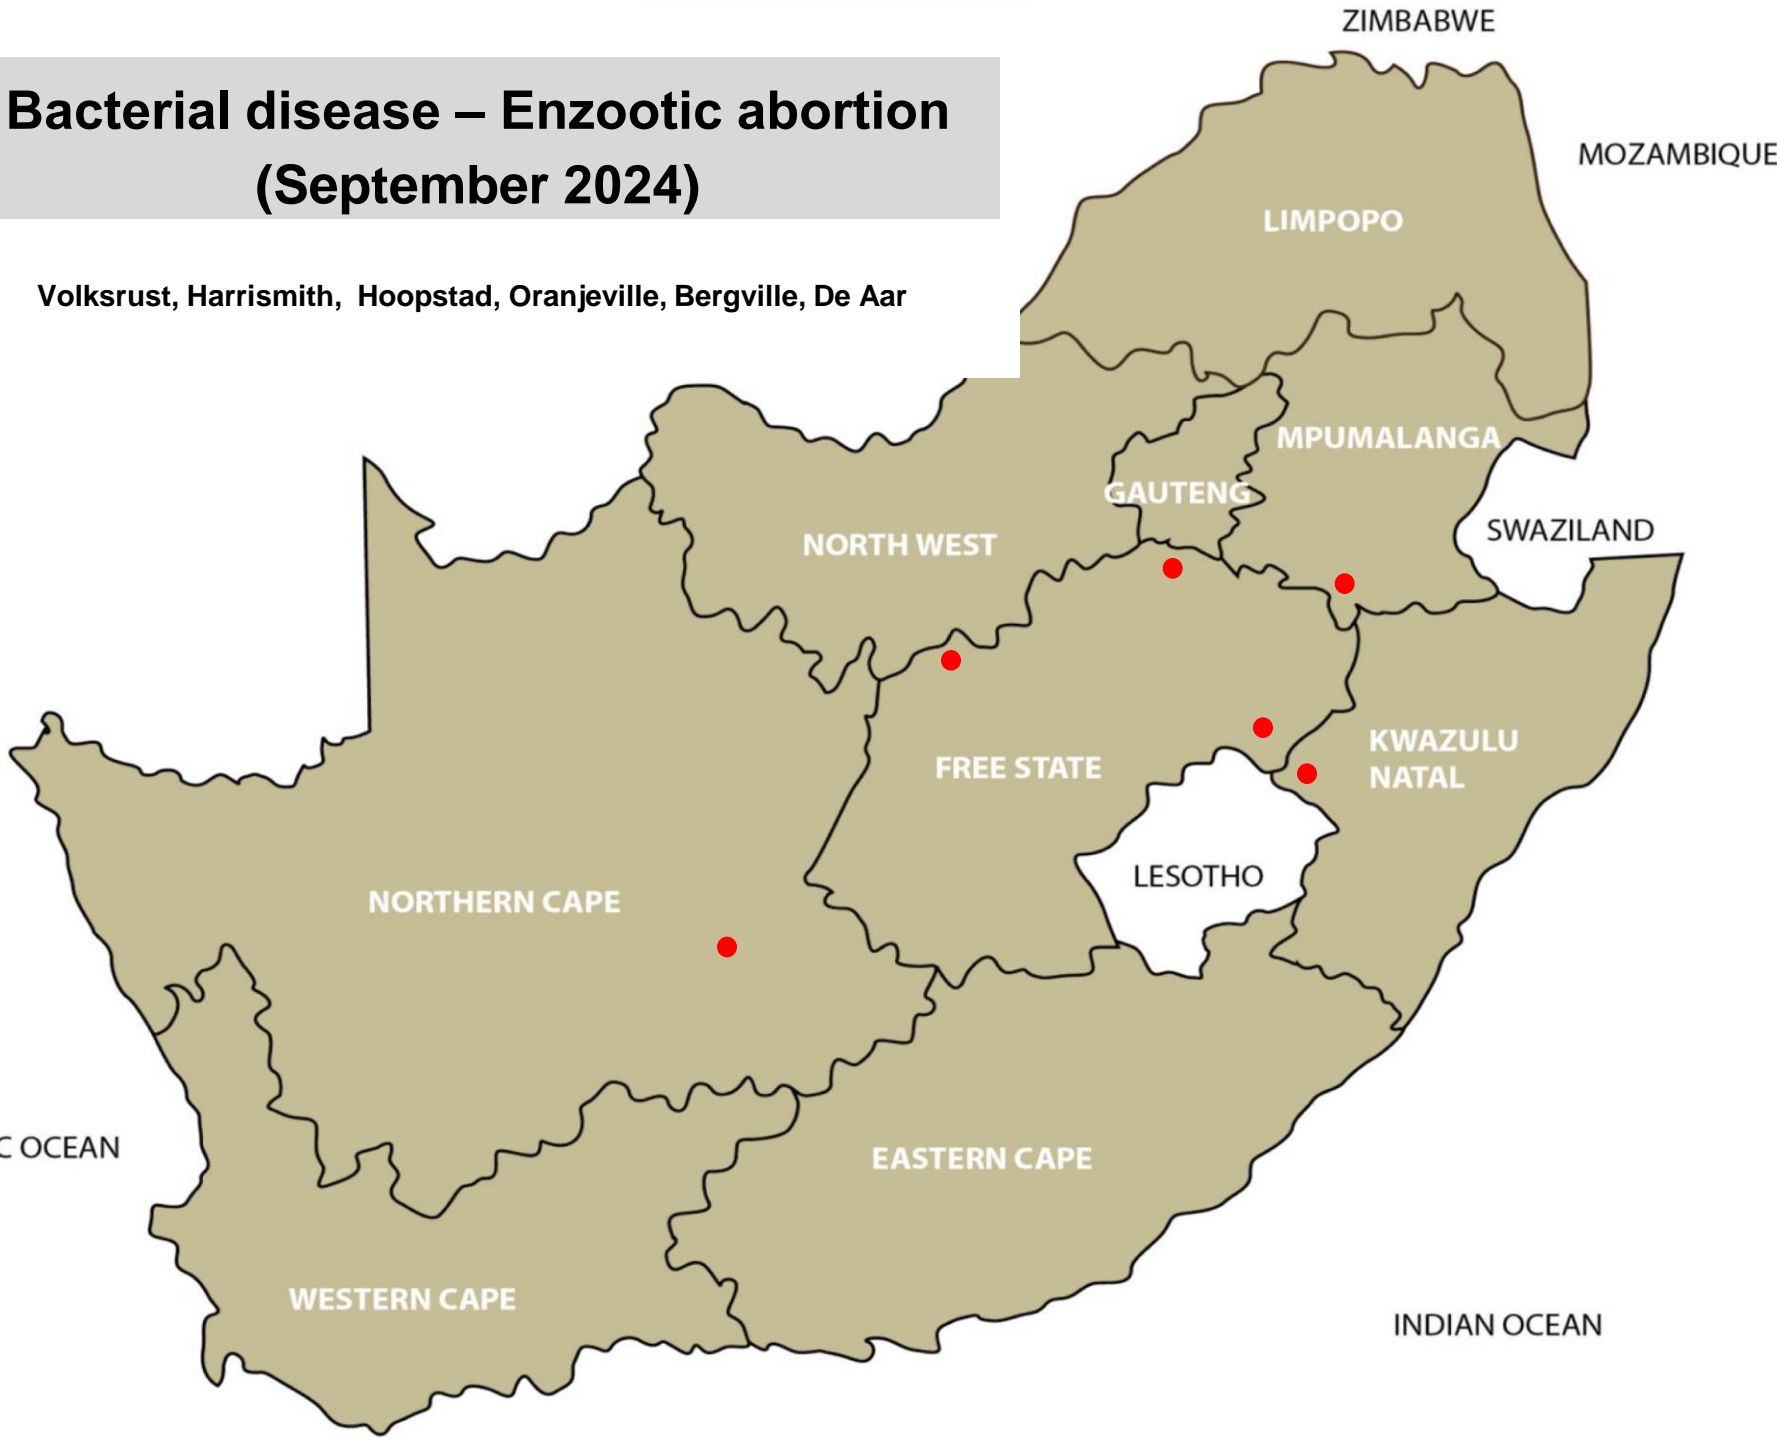 ZIMBABWE
Bacterial disease – Enzootic abortion
(September 2024)
MOZAMBIQUE
LIMPOPO
Volksrust, Harrismith, Hoopstad, Oranjeville, Bergville, De Aar
MPUMALANGA
GAUTENG
SWAZILAND
NORTH WEST
KWAZULU
NATAL
FREE STATE
LESOTHO
NORTHERN CAPE
C OCEAN
EASTERN CAPE
WESTERN CAPE
INDIAN OCEAN